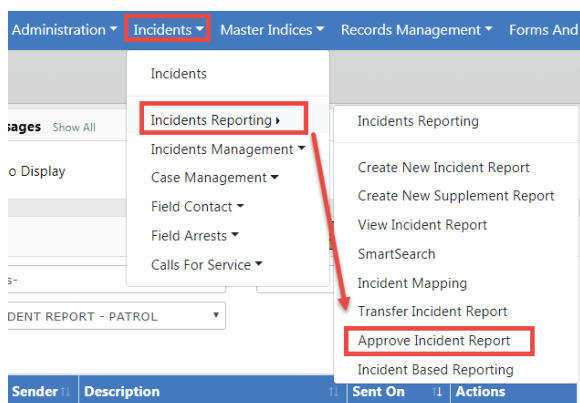 Administration Incidents Master Indices Records Management Forms And
Incidents
sages Show All
Incidents Reporting
Incidents Reporting
Incidents Management
o Display
Case Management
Create New Incident Report
Field Contact
Create New Supplement Report
View Incident Report
Field Arrests
SmartSearch
Calls For Service
s-
Incident Mapping
DENT REPORT - PATROL
Transfer Incident Report
Approve Incident Report
Incident Based Reporting
Sender Description Sent On Actions